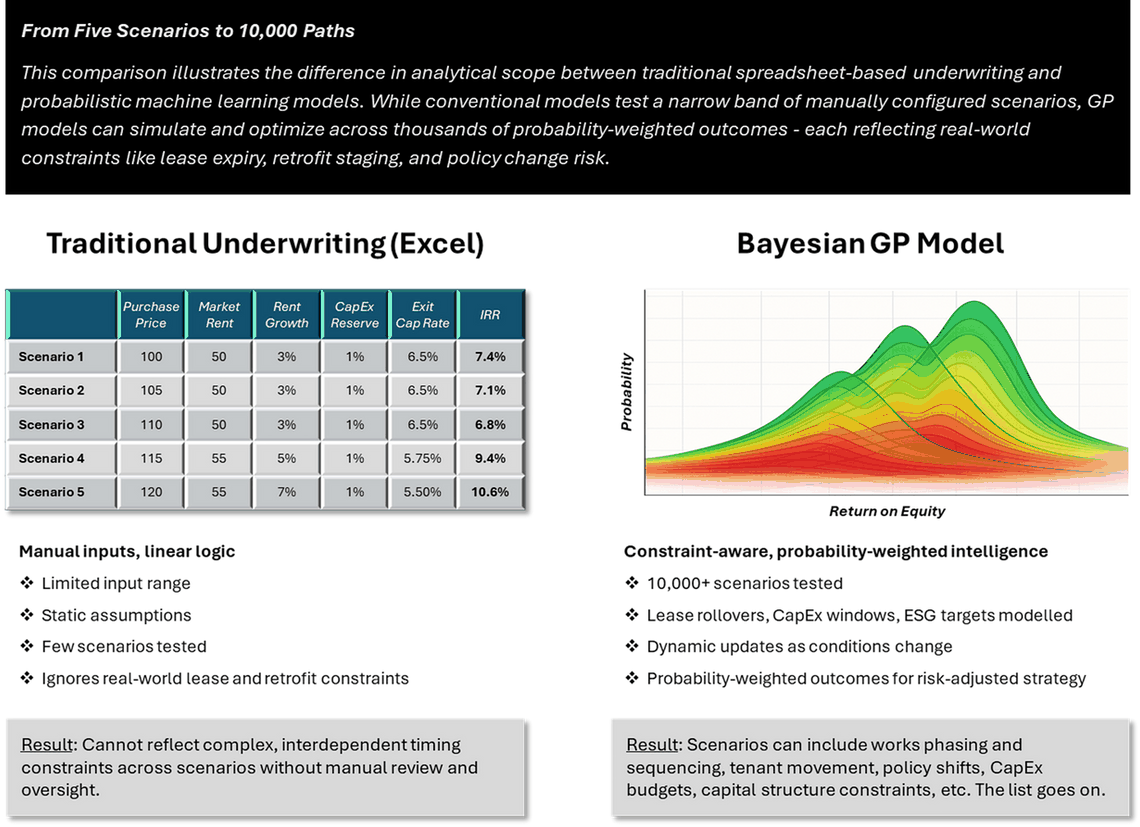 From Five Scenarios to 10,000 Paths
This comparison illustrates the difference in analytical scope between traditional spreadsheet-based underwriting and
probabilistic machine learning models. While conventional models test a narrow band of manually configured scenarios, GP
models can simulate and optimize across thousands of probability-weighted outcomes - each reflecting real-world
constraints like lease expiry, retrofit staging, and policy change risk.
Traditional Underwriting (Excel)
Purchase Price Market Rent Rent Growth CapEx Reserve Exit Cap Rate IRR
Scenario 1 100 50 3% 1% 6.5% 7.4%
Scenario 2 105 50 3% 1% 6.5% 7.1%
Scenario 3 110 50 3% 1% 6.5% 6.8%
Scenario 4 115 55 5% 1% 5.75% 9.4%
Scenario 5 120 55 7% 1% 5.50% 10.6%
Manual inputs, linear logic
❖ Limited input range
❖ Static assumptions
❖ Few scenarios tested
❖ Ignores real-world lease and retrofit constraints
Result: Cannot reflect complex, interdependent timing
constraints across scenarios without manual review and
oversight.
Bayesian GP Model
Probability
Return on Equity
Constraint-aware, probability-weighted intelligence
❖ 10,000+ scenarios tested
❖ Lease rollovers, CapEx windows, ESG targets modelled
❖ Dynamic updates as conditions change
❖ Probability-weighted outcomes for risk-adjusted strategy
Result: Scenarios can include works phasing and
sequencing, tenant movement, policy shifts, CapEx
budgets, capital structure constraints, etc. The list goes on.